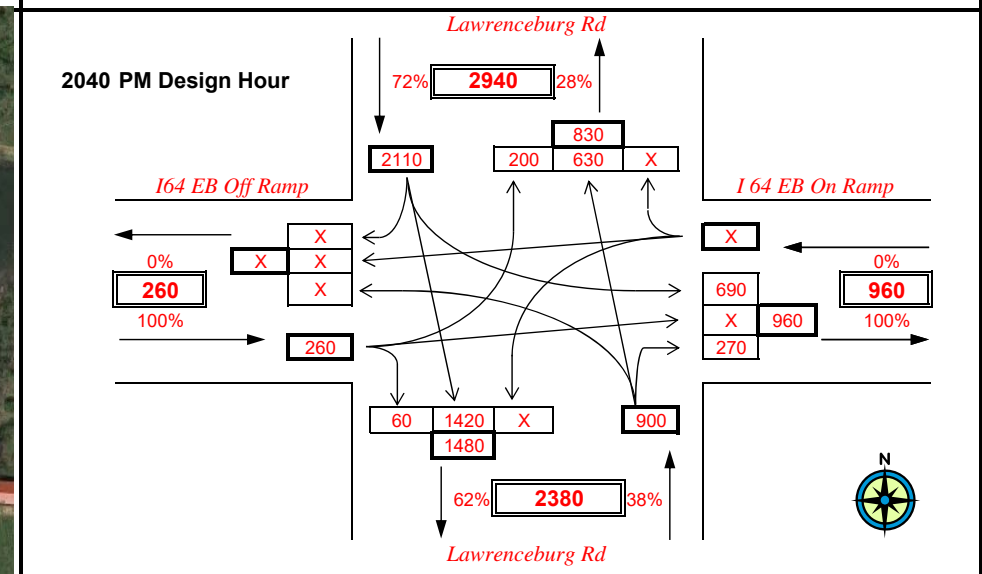 Lawrenceburg Rd
2040 PM Design Hour
72% 2940 28%
830
2110 200 630 X
I64 EB Off Ramp I 64 EB On Ramp
X X
0% X X 0%
260 X 690 960
X 960
100% 100%
260 270
60 1420 X 900
1480
N
62% 2380 38%
Lawrenceburg Rd